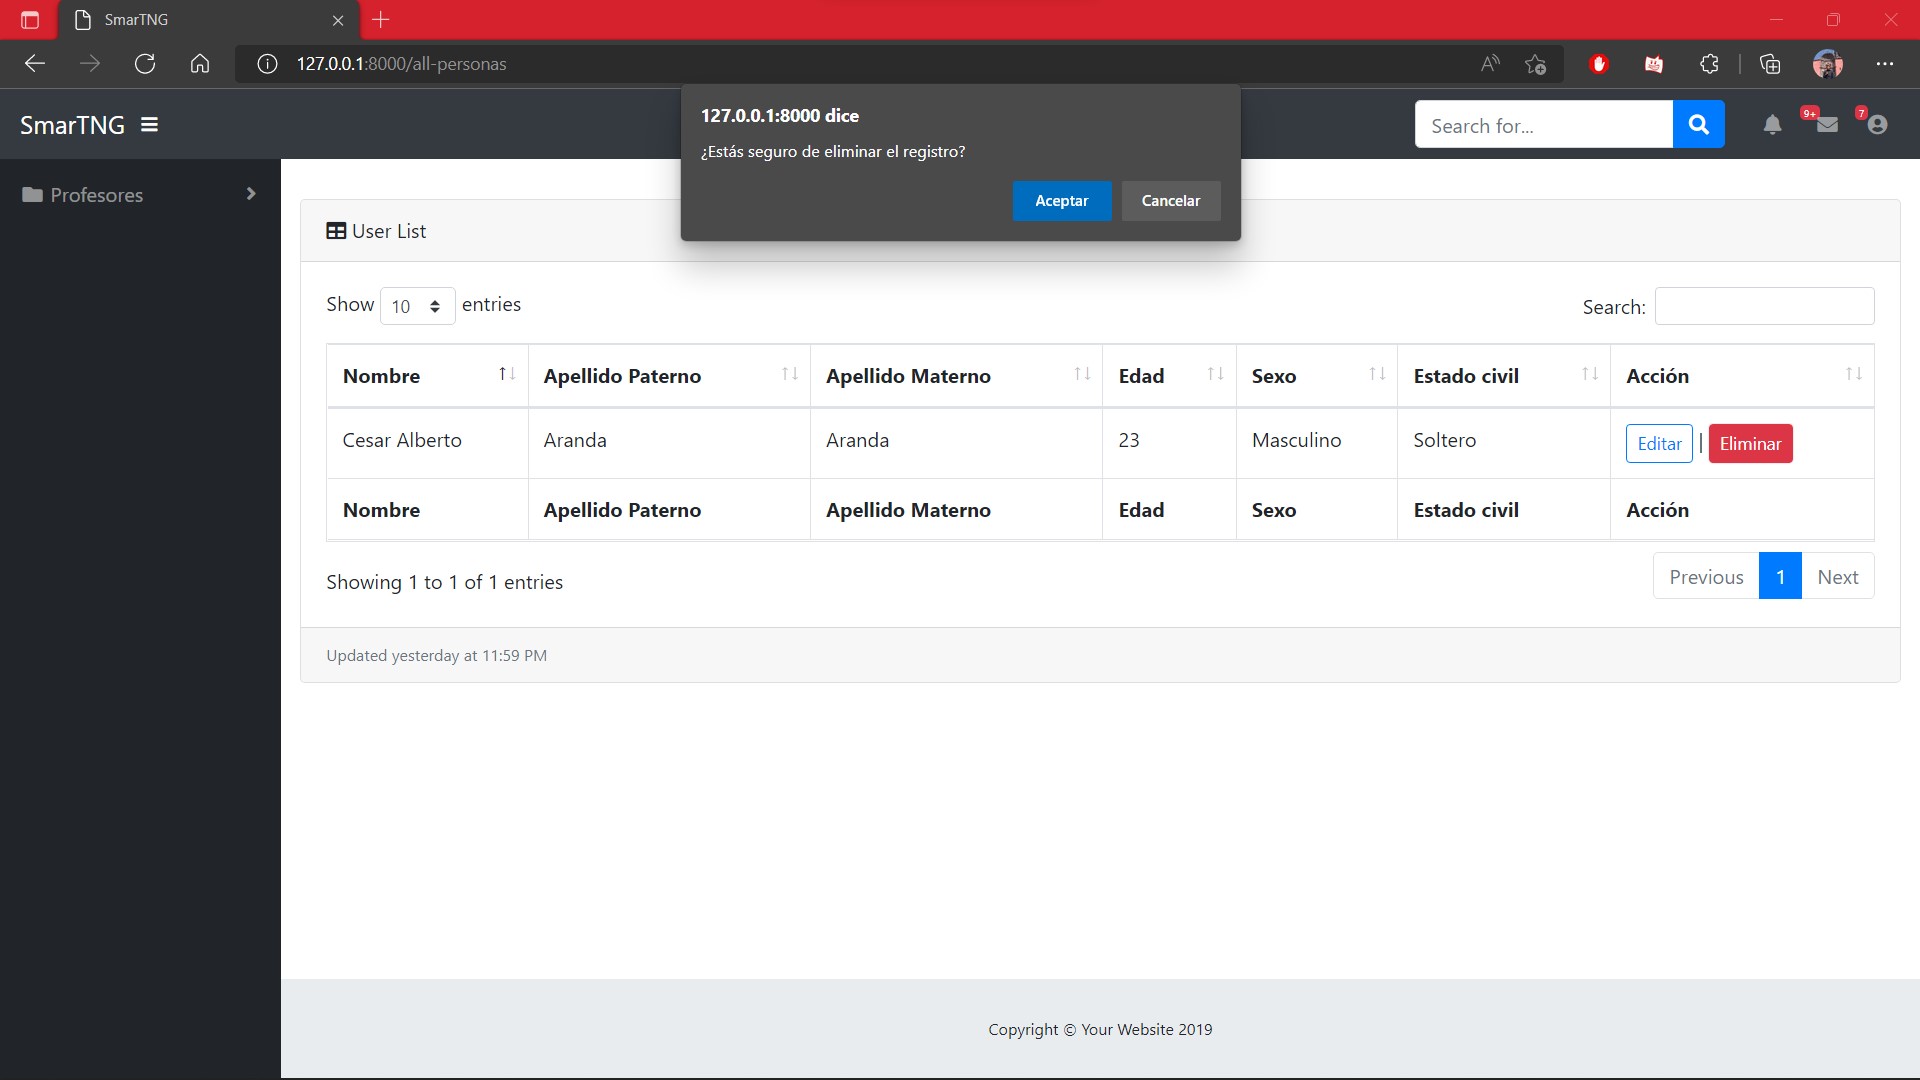 SmarTNG
127.0.0.1:8000/all-personas
SmarTNG
127.0.0.1:8000 dice
¿Estás seguro de eliminar el registro?
Aceptar Cancelar
Search for...
9+ 7
Profesores
User List
Show 10 entries
Search:
Nombre Apellido Paterno Apellido Materno Edad Sexo Estado civil Acción
Cesar Alberto Aranda Aranda 23 Masculino Soltero Editar | Eliminar
Nombre Apellido Paterno Apellido Materno Edad Sexo Estado civil Acción
Showing 1 to 1 of 1 entries
Previous 1 Next
Updated yesterday at 11:59 PM
Copyright © Your Website 2019